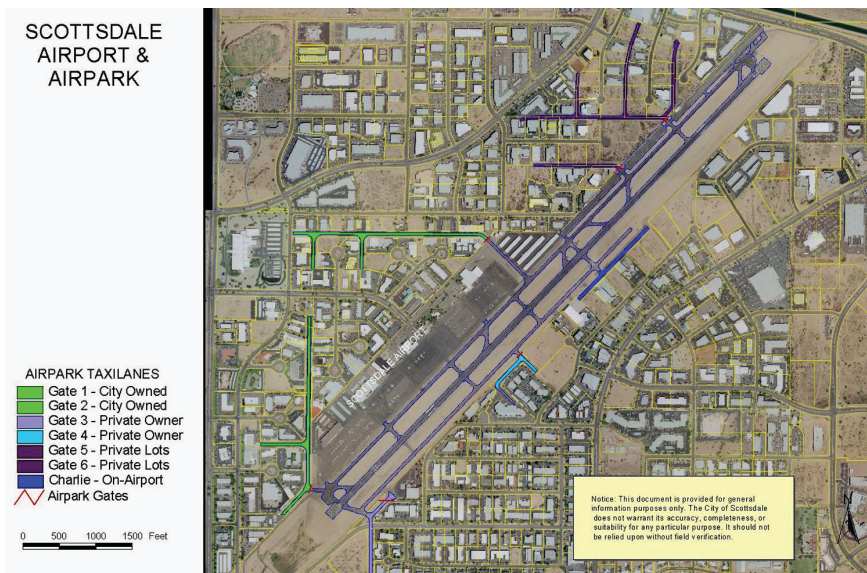 SCOTTSDALE
AIRPORT &
AIRPARK
SCOTTSDALE AIRPORT
AIRPARK TAXILANES
Gate 1 - City Owned
Gate 2 - City Owned
Gate 3 - Private Owner
Gate 4 - Private Owner
Gate 5 - Private Lots
Gate 6 - Private Lots
Charlie - On-Airport
Airpark Gates
0 500 1000 1500 Feet
Notice: This document is provided for general
information purposes only. The City of Scottsdale
does not warrant its accuracy, completeness, or
suitability for any particular purpose. It should not
be relied upon without field verification.